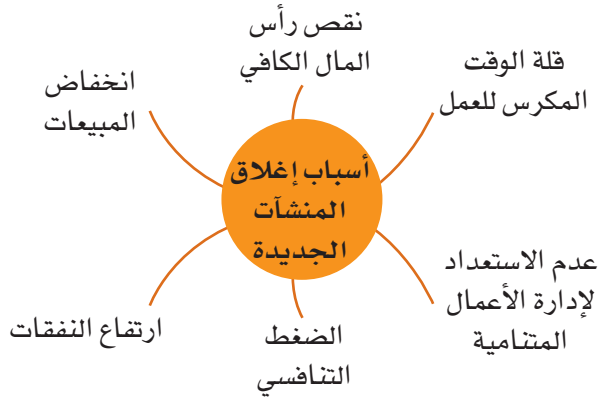 أسباب إغلاق
المنشآت
الجديدة
نقص رأس
المال الكافي
قلة الوقت
المكرس للعمل
عدم الاستعداد
لإدارة الأعمال
المتنامية
الضغط
التنافسي
ارتفاع النفقات
انخفاض
المبيعات